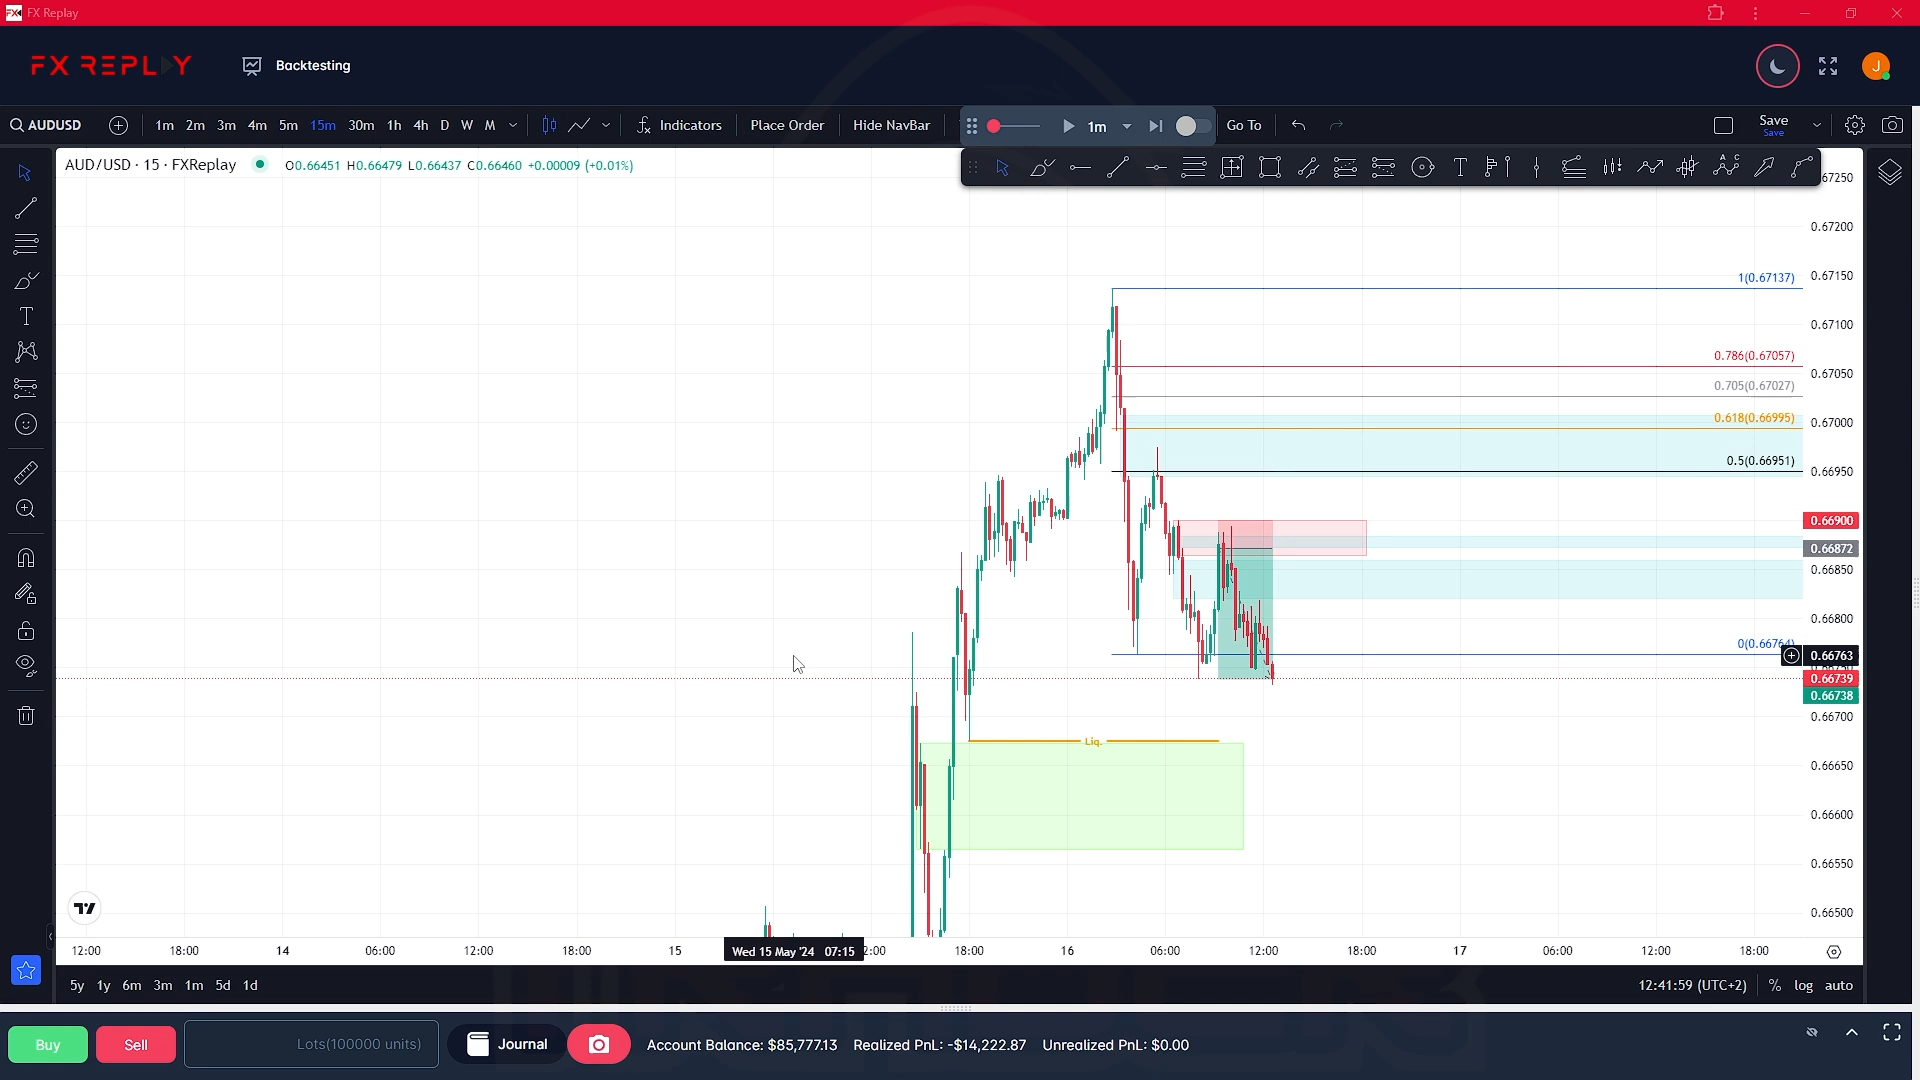 FX Replay
FX REPLAY Backtesting
J
AUDUSD 1m 2m 3m 4m 5m 15m 30m 1h 4h D W M Indicators Place Order Hide NavBar 1m Go To Save
Save
AUD/USD · 15 · FXReplay O0.66451 H0.66479 L0.66437 C0.66460 +0.00009 (+0.01%)
67250
0.67200
1(0.67137)
0.67150
0.67100
0.786(0.67057)
0.67050
0.705(0.67027)
0.618(0.66995)
0.67000
0.5(0.66951)
0.66950
0.66900
0.66872
0.66850
0.66800
0(0.66764)
0.66763
0.66739
0.66738
0.66700
Liq.
0.66650
0.66600
0.66550
0.66500
12:00 18:00 14 06:00 12:00 18:00 15 Wed 15 May '24 07:15 2:00 18:00 16 06:00 12:00 18:00 17 06:00 12:00 18:00
5y 1y 6m 3m 1m 5d 1d 12:41:59 (UTC+2) % log auto
Buy Sell Lots(100000 units) Journal Account Balance: $85,777.13 Realized PnL: -$14,222.87 Unrealized PnL: $0.00